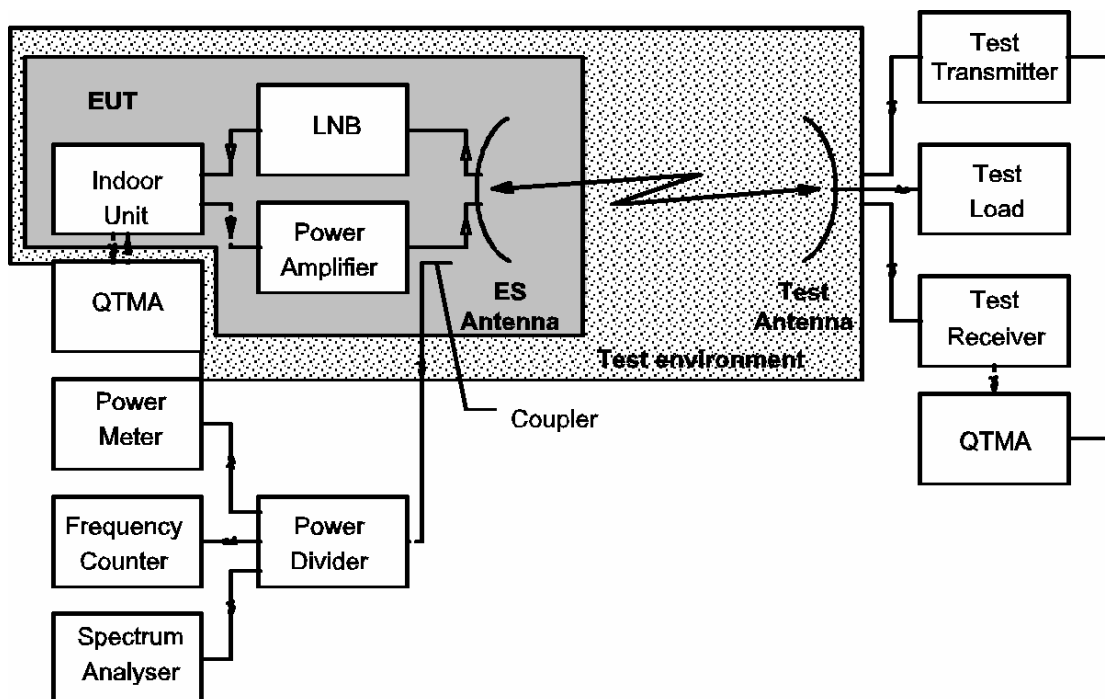 Test
Transmitter
EUT
LNB
Indoor
Unit
Test
Load
Power
Amplifier
QTMA
ES
Antenna
Test
Antenna
Test
Receiver
Test environment
Power
Meter
Coupler
QTMA
Frequency
Counter
Power
Divider
Spectrum
Analyser